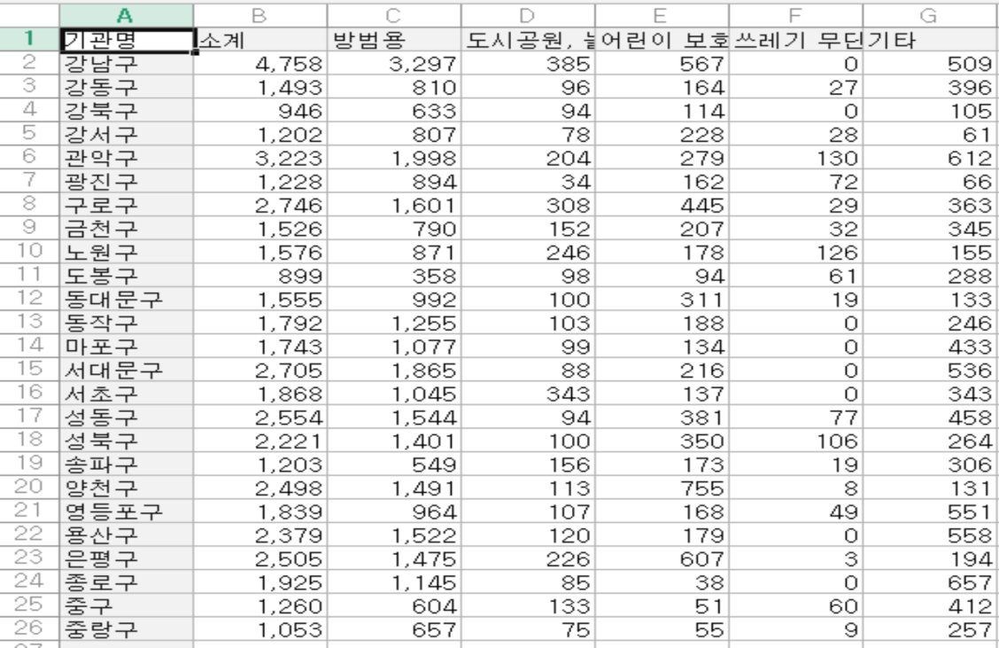 A B C D E F G
1 기관명 소계 방범용 도시공원, 어린이 보호 쓰레기 무단 기타
2 강남구 4,758 3,297 385 567 0 509
3 강동구 1,493 810 96 164 27 396
4 강북구 946 633 94 114 0 105
5 강서구 1,202 807 78 228 28 61
6 관악구 3,223 1,998 204 279 130 612
7 광진구 1,228 894 34 162 72 66
8 구로구 2,746 1,601 308 445 29 363
9 금천구 1,526 790 152 207 32 345
10 노원구 1,576 871 246 178 126 155
11 도봉구 899 358 98 94 61 288
12 동대문구 1,555 992 100 311 19 133
13 동작구 1,792 1,255 103 188 0 246
14 마포구 1,743 1,077 99 134 0 433
15 서대문구 2,705 1,865 88 216 0 536
16 서초구 1,868 1,045 343 137 0 343
17 성동구 2,554 1,544 94 381 77 458
18 성북구 2,221 1,401 100 350 106 264
19 송파구 1,203 549 156 173 19 306
20 양천구 2,498 1,491 113 755 8 131
21 영등포구 1,839 964 107 168 49 551
22 용산구 2,379 1,522 120 179 0 558
23 은평구 2,505 1,475 226 607 3 194
24 종로구 1,925 1,145 85 38 0 657
25 중구 1,260 604 133 51 60 412
26 중랑구 1,053 657 75 55 9 257